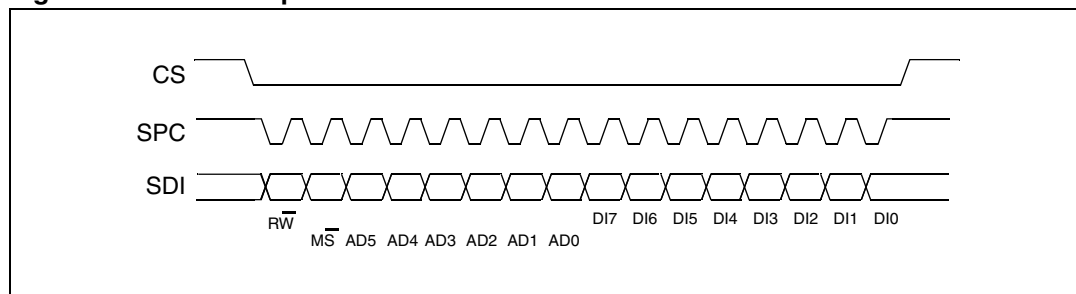 CS
SPC
SDI
RW̅ DI7 DI6 DI5 DI4 DI3 DI2 DI1 DI0
MS̅ AD5 AD4 AD3 AD2 AD1 AD0